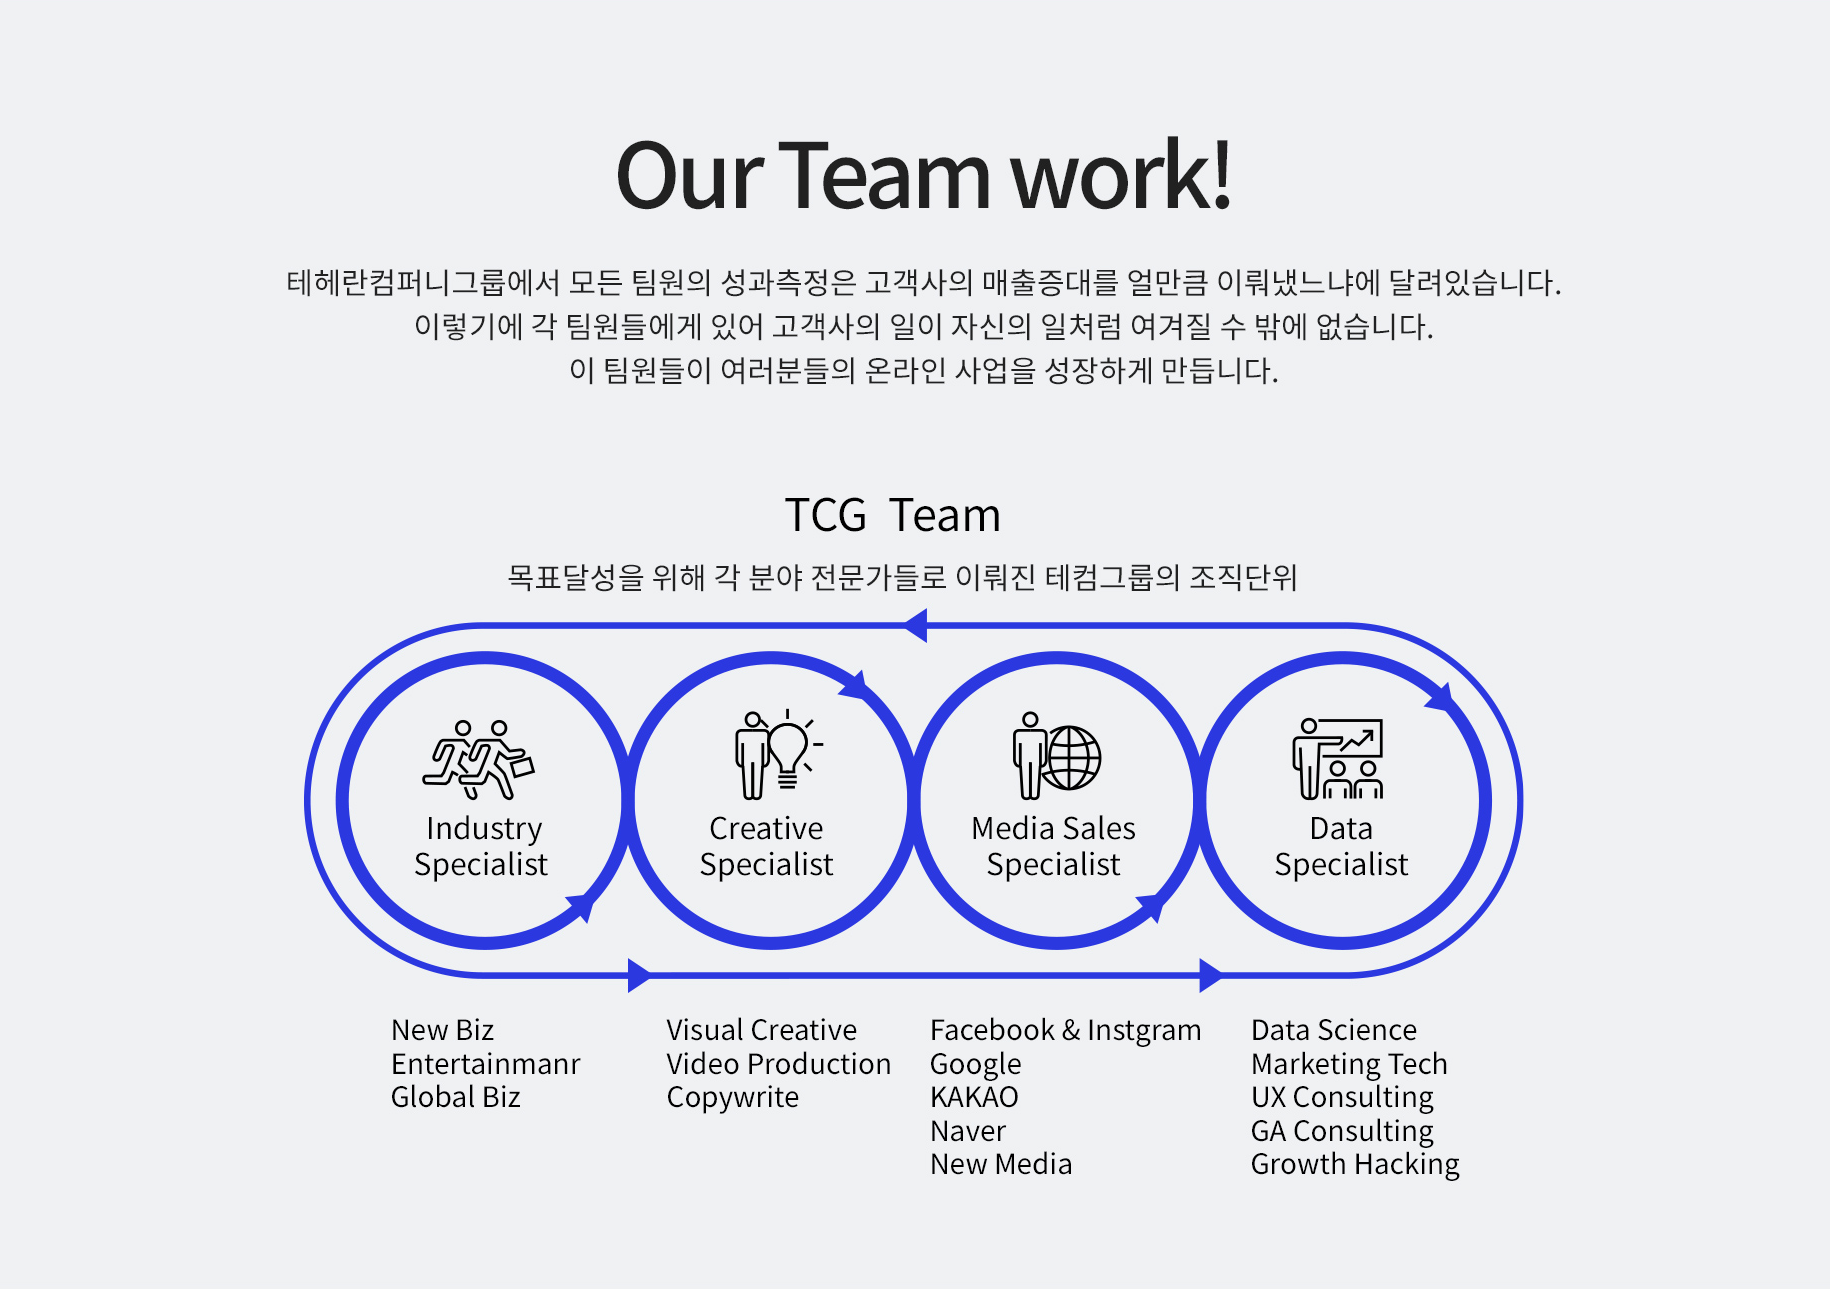 Our Team work!
테헤란컴퍼니그룹에서 모든 팀원의 성과측정은 고객사의 매출증대를 얼만큼 이뤄냈느냐에 달려있습니다.
이렇기에 각 팀원들에게 있어 고객사의 일이 자신의 일처럼 여겨질 수 밖에 없습니다.
이 팀원들이 여러분들의 온라인 사업을 성장하게 만듭니다.
TCG Team
목표달성을 위해 각 분야 전문가들로 이뤄진 테컴그룹의 조직단위
Industry
Specialist
Creative
Specialist
Media Sales
Specialist
Data
Specialist
New Biz
Entertainmanr
Global Biz
Visual Creative
Video Production
Copywrite
Facebook & Instgram
Google
KAKAO
Naver
New Media
Data Science
Marketing Tech
UX Consulting
GA Consulting
Growth Hacking